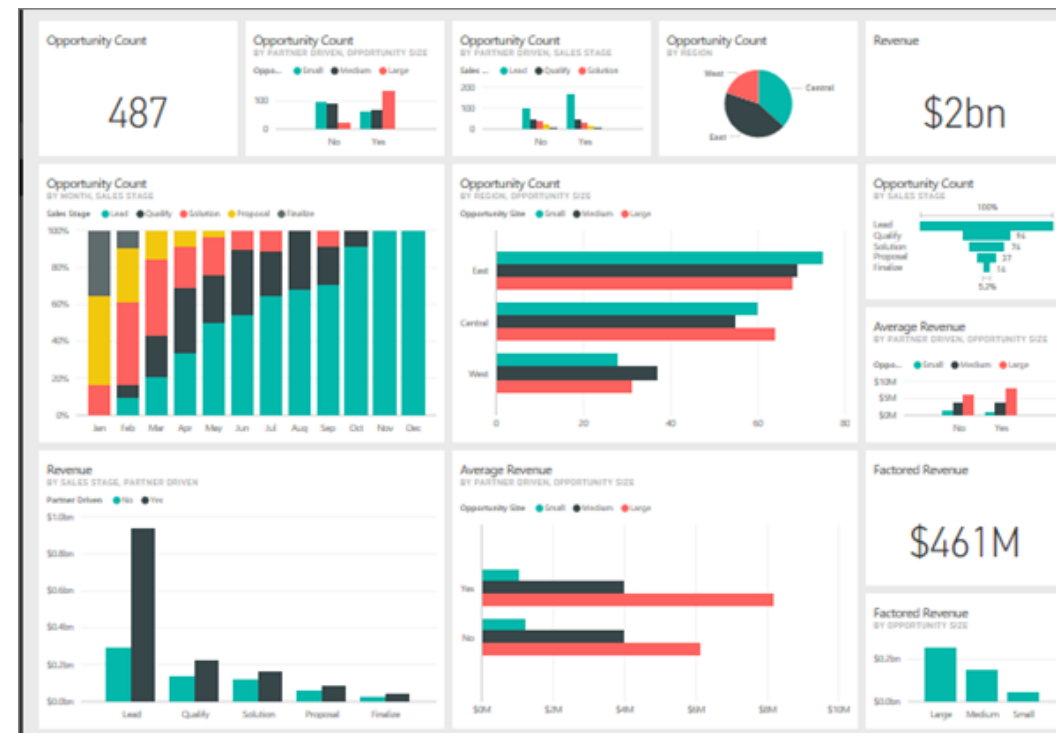 Opportunity Count
487
Opportunity Count
BY PARTNER DRIVEN, OPPORTUNITY SIZE
Oppo... Small Medium Large
100
0
No Yes
Opportunity Count
BY PARTNER DRIVEN, SALES STAGE
Sales ... Lead Qualify Solution
200
100
0
No Yes
Opportunity Count
BY REGION
West
Central
East
Revenue
$2bn
Opportunity Count
BY MONTH, SALES STAGE
Sales Stage Lead Qualify Solution Proposal Finalize
100%
80%
60%
40%
20%
0%
Jan Feb Mar Apr May Jun Jul Aug Sep Oct Nov Dec
Opportunity Count
BY REGION, OPPORTUNITY SIZE
Opportunity Size Small Medium Large
East
Central
West
0 20 40 60 80
Opportunity Count
BY SALES STAGE
100%
Lead
Qualify 94
Solution 74
Proposal 37
Finalize 14
5.2%
Average Revenue
BY PARTNER DRIVEN, OPPORTUNITY SIZE
Oppo... Small Medium Large
$10M
$5M
$0M
No Yes
Revenue
BY SALES STAGE, PARTNER DRIVEN
Partner Driven No Yes
$1.0bn
$0.8bn
$0.6bn
$0.4bn
$0.2bn
$0.0bn
Lead Qualify Solution Proposal Finalize
Average Revenue
BY PARTNER DRIVEN, OPPORTUNITY SIZE
Opportunity Size Small Medium Large
Yes
No
$0M $2M $4M $6M $8M $10M
Factored Revenue
$461M
Factored Revenue
BY OPPORTUNITY SIZE
$0.2bn
$0.0bn
Large Medium Small